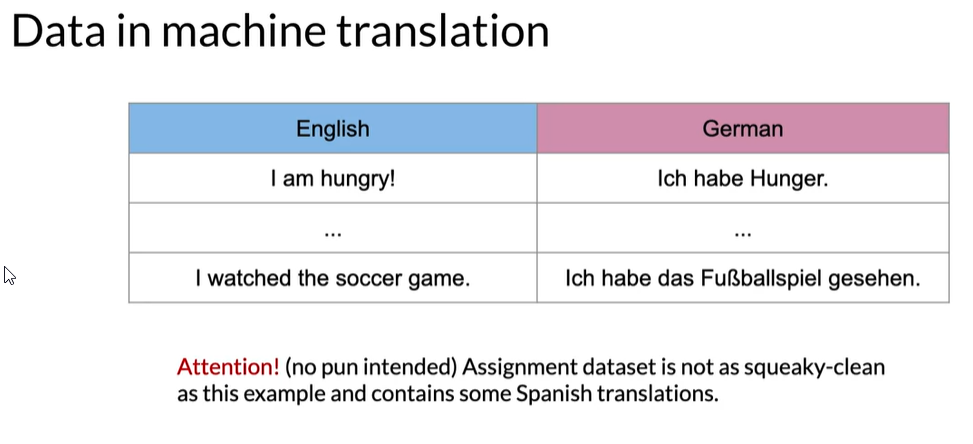 Data in machine translation
English German
I am hungry! Ich habe Hunger.
... ...
I watched the soccer game. Ich habe das Fußballspiel gesehen.
Attention! (no pun intended) Assignment dataset is not as squeaky-clean
as this example and contains some Spanish translations.